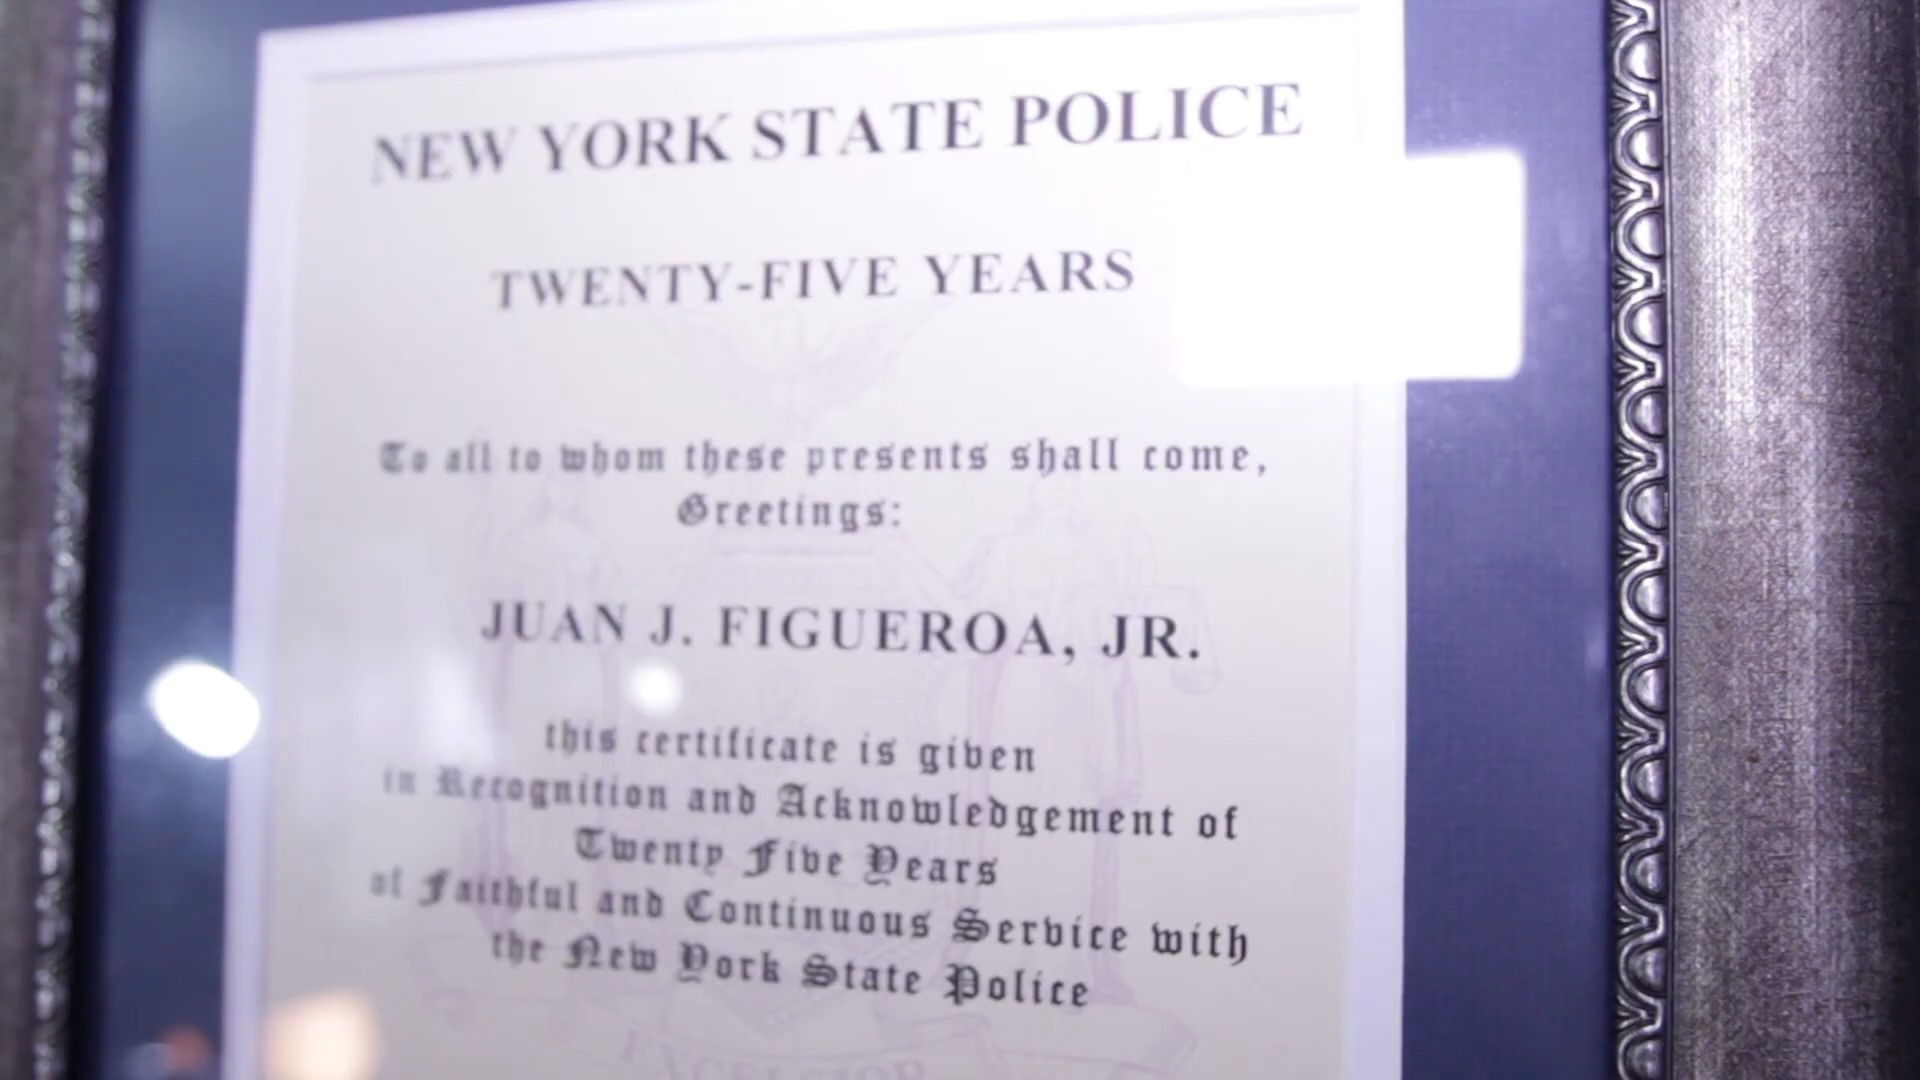 NEW YORK STATE POLICE
TWENTY-FIVE YEARS
To all to whom these presents shall come,
Greetings:
JUAN J. FIGUEROA, JR.
this certificate is given
in Recognition and Acknowledgement of
Twenty Five Years
of Faithful and Continuous Service with
the New York State Police
EXCELSIOR